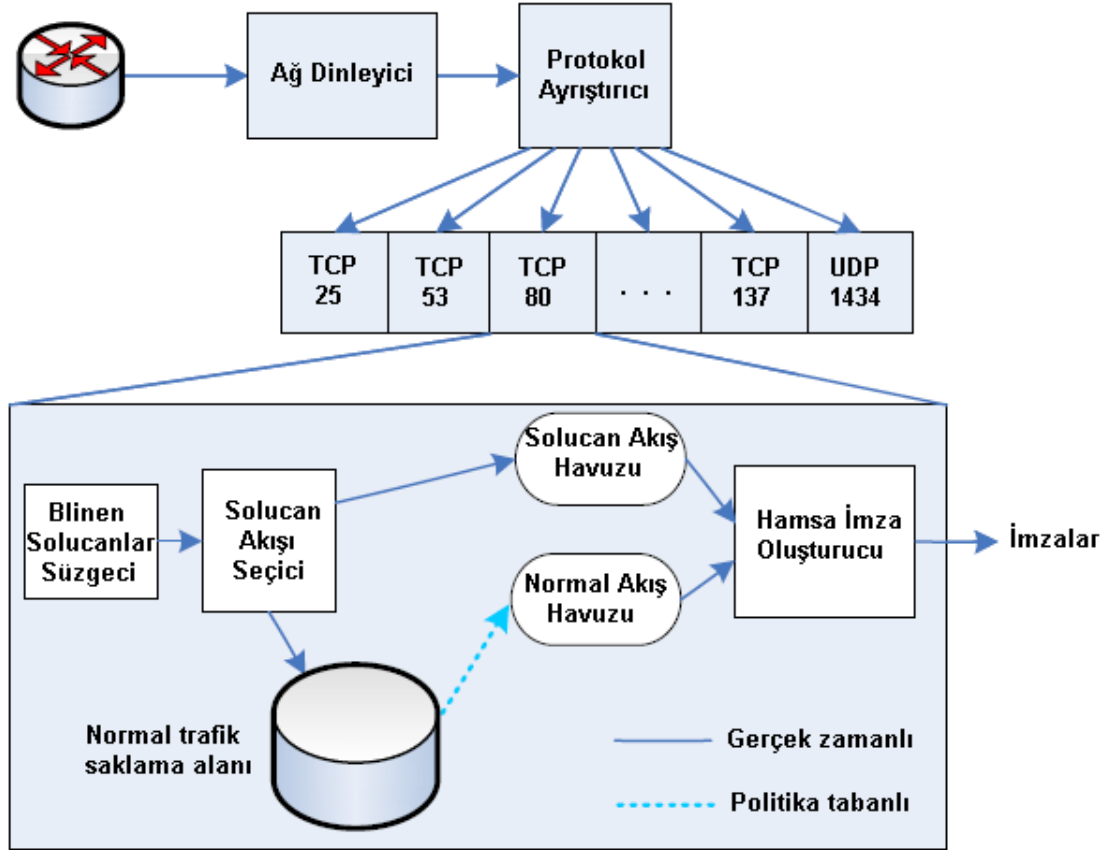 Ağ Dinleyici
Protokol
Ayrıştırıcı
TCP
25
TCP
53
TCP
80
. . .
TCP
137
UDP
1434
Blinen
Solucanlar
Süzgeci
Solucan
Akışı
Seçici
Solucan Akış
Havuzu
Normal Akış
Havuzu
Hamsa İmza
Oluşturucu
İmzalar
Normal trafik
saklama alanı
Gerçek zamanlı
Politika tabanlı